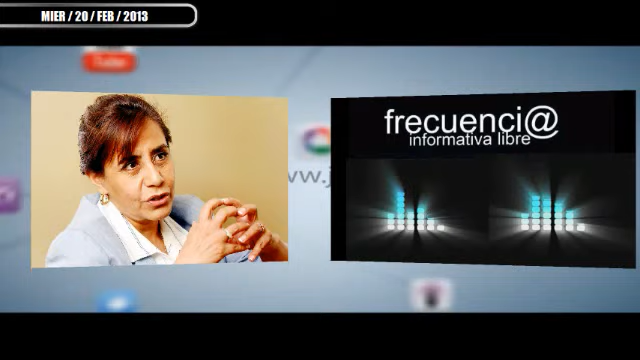 MIER / 20 / FEB / 2013
frecuenci@
informativa libre